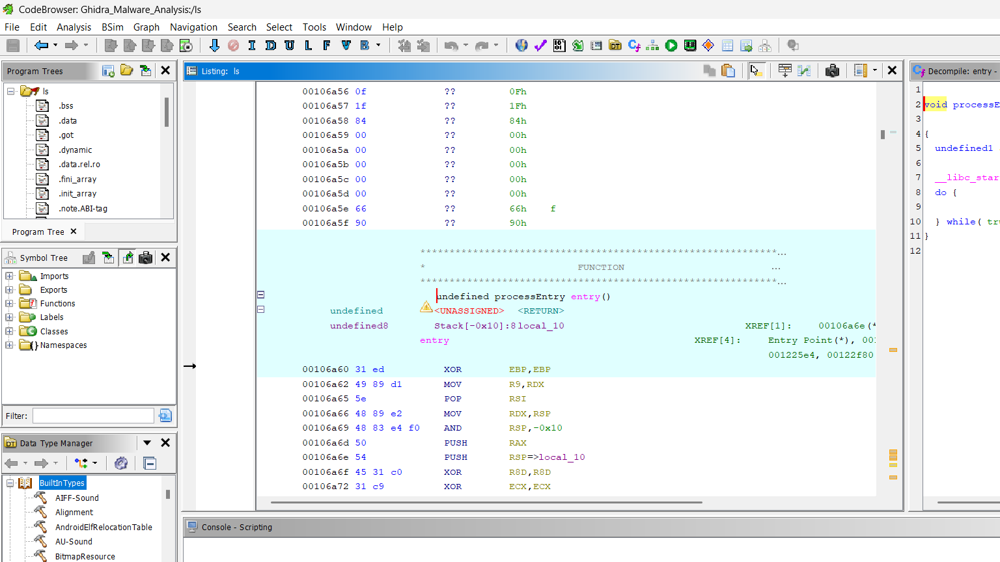 CodeBrowser: Ghidra_Malware_Analysis:/ls
File Edit Analysis BSim Graph Navigation Search Select Tools Window Help
I D U L F V B
Program Trees
ls
.bss
.data
.got
.dynamic
.data.rel.ro
.fini_array
.init_array
.note.ABI-tag
Program Tree
Symbol Tree
Imports
Exports
Functions
Labels
Classes
Namespaces
Filter:
Data Type Manager
BuiltInTypes
AIFF-Sound
Alignment
AndroidElfRelocationTable
AU-Sound
BitmapResource
Listing: ls
00106a56 0f ?? 0Fh
00106a57 1f ?? 1Fh
00106a58 84 ?? 84h
00106a59 00 ?? 00h
00106a5a 00 ?? 00h
00106a5b 00 ?? 00h
00106a5c 00 ?? 00h
00106a5d 00 ?? 00h
00106a5e 66 ?? 66h f
00106a5f 90 ?? 90h
*************************************************************...
* FUNCTION ...
*************************************************************...
undefined processEntry entry()
undefined <UNASSIGNED> <RETURN>
undefined8 Stack[-0x10]:8 local_10 XREF[1]: 00106a6e(*
entry XREF[4]: Entry Point(*), 001
001225e4, 00122f80
00106a60 31 ed XOR EBP,EBP
00106a62 49 89 d1 MOV R9,RDX
00106a65 5e POP RSI
00106a66 48 89 e2 MOV RDX,RSP
00106a69 48 83 e4 f0 AND RSP,-0x10
00106a6d 50 PUSH RAX
00106a6e 54 PUSH RSP=>local_10
00106a6f 45 31 c0 XOR R8D,R8D
00106a72 31 c9 XOR ECX,ECX
Console - Scripting
Decompile: entry -
1
2 void processE
3
4 {
5 undefined1
6
7 __libc_star
8 do {
9
10 } while( tr
11 }
12